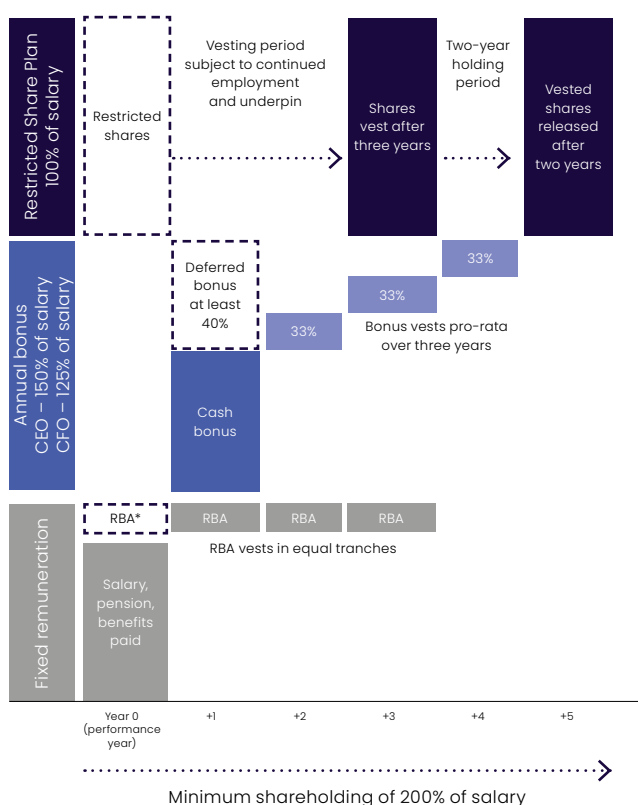 Restricted Share Plan
100% of salary
Restricted
shares
Vesting period
subject to continued
employment
and underpin
Shares
vest after
three years
Two-year
holding
period
Vested
shares
released
after
two years
Annual bonus
CEO – 150% of salary
CFO – 125% of salary
Deferred
bonus
at least
40%
33%
33%
33%
Bonus vests pro-rata
over three years
Cash
bonus
Fixed remuneration
RBA*
RBA
RBA
RBA
RBA vests in equal tranches
Salary,
pension,
benefits
paid
Year 0
(performance
year)
+1
+2
+3
+4
+5
Minimum shareholding of 200% of salary